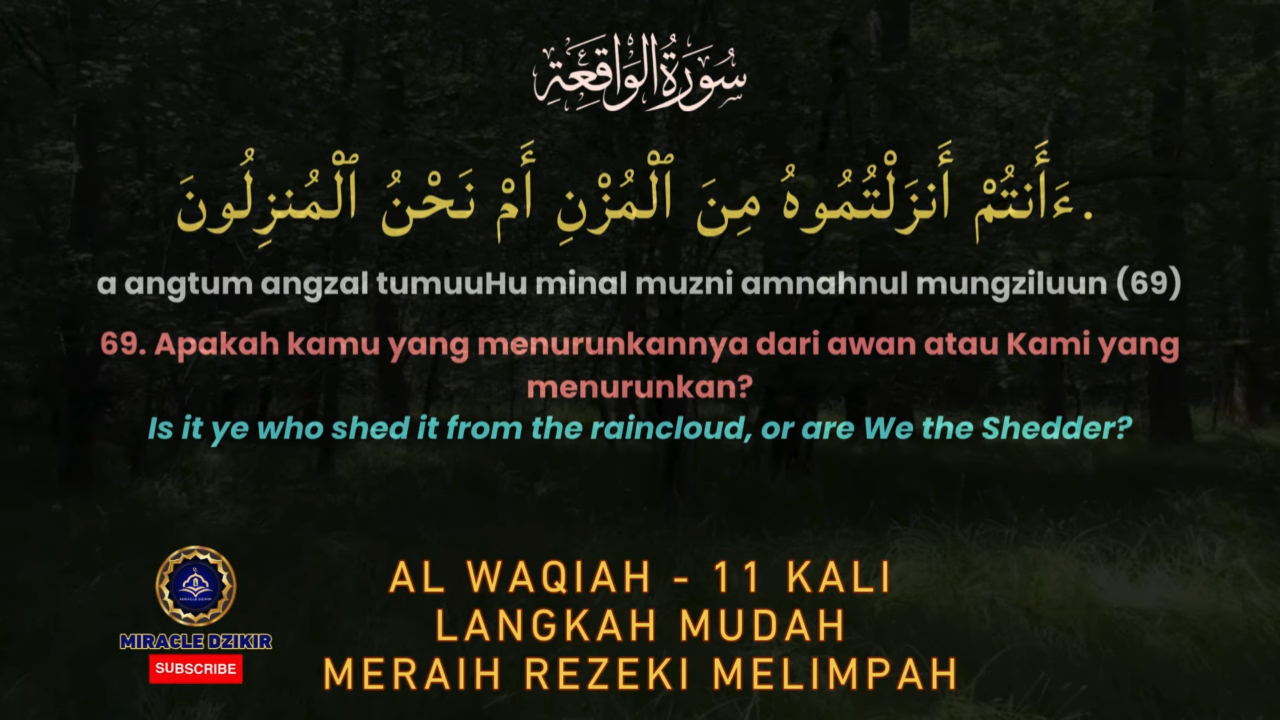 سُورَةُ الوَاقِعَةِ
ءَأَنتُمْ أَنزَلْتُمُوهُ مِنَ ٱلْمُزْنِ أَمْ نَحْنُ ٱلْمُنزِلُونَ.
a angtum angzal tumuuHu minal muzni amnahnul mungziluun (69)
69. Apakah kamu yang menurunkannya dari awan atau Kami yang
menurunkan?
Is it ye who shed it from the raincloud, or are We the Shedder?
AL WAQIAH - 11 KALI
LANGKAH MUDAH
MERAIH REZEKI MELIMPAH
MIRACLE DZIKIR
MIRACLE DZIKIR
SUBSCRIBE